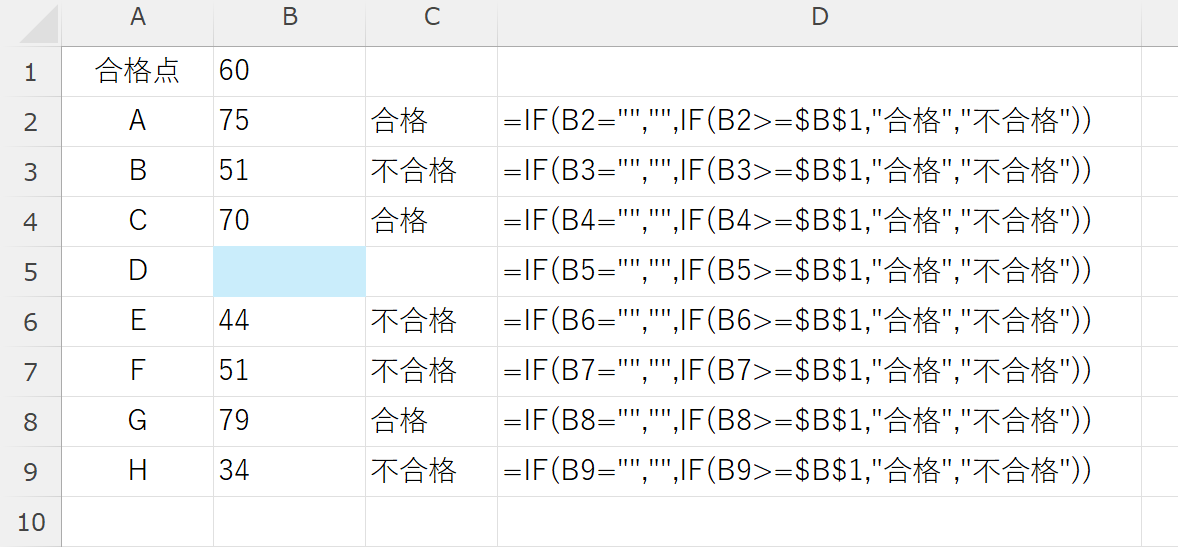 A B C D
1 合格点 60
2 A 75 合格 =IF(B2="","",IF(B2>=$B$1,"合格","不合格"))
3 B 51 不合格 =IF(B3="","",IF(B3>=$B$1,"合格","不合格"))
4 C 70 合格 =IF(B4="","",IF(B4>=$B$1,"合格","不合格"))
5 D =IF(B5="","",IF(B5>=$B$1,"合格","不合格"))
6 E 44 不合格 =IF(B6="","",IF(B6>=$B$1,"合格","不合格"))
7 F 51 不合格 =IF(B7="","",IF(B7>=$B$1,"合格","不合格"))
8 G 79 合格 =IF(B8="","",IF(B8>=$B$1,"合格","不合格"))
9 H 34 不合格 =IF(B9="","",IF(B9>=$B$1,"合格","不合格"))
10